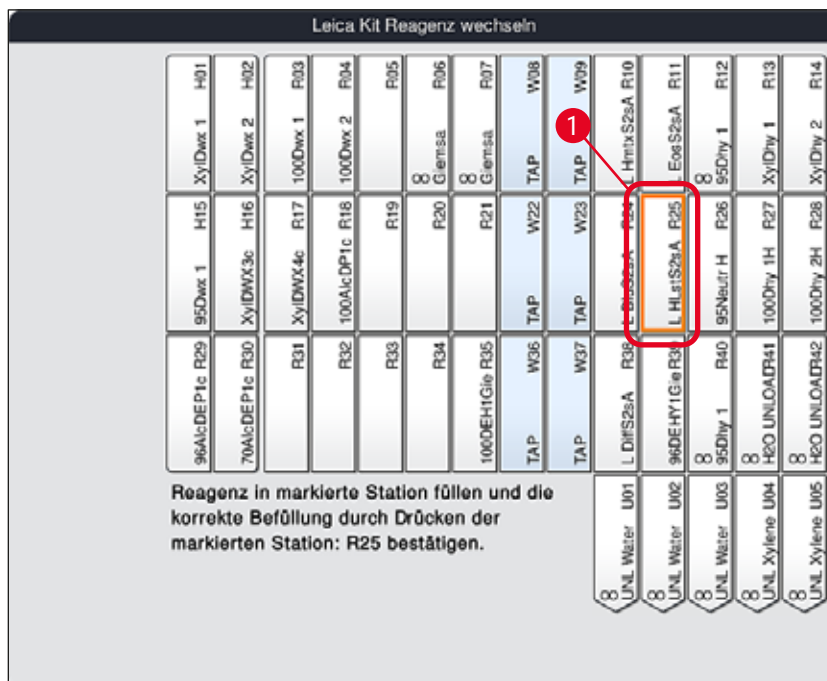 Leica Kit Reagenz wechseln
XylDwx 1 H01
XylDwx 2 H02
100Dwx 1 R03
100Dwx 2 R04
R05
∞ Giemsa R06
∞ Giemsa R07
TAP W08
TAP W09
L HmtxS2sA R10
L EosS2sA R11
∞ 95Dhy 1 R12
XylDhy 1 R13
XylDhy 2 R14
1
95Dwx 1 H15
XylDWX3c H16
XylDWX4c R17
100AlcDP1c R18
R19
R20
R21
TAP W22
TAP W23
L BluS2sA R24
L HLstS2sA R25
95Neutr H R26
100Dhy 1H R27
100Dhy 2H R28
96AlcDEP1c R29
70AlcDEP1c R30
R31
R32
R33
R34
100DEH1Gie R35
TAP W36
TAP W37
L DiffS2sA R38
96DEHY1Gie R39
∞ 95Dhy 1 R40
∞ H2O UNLOAD R41
∞ H2O UNLOAD R42
Reagenz in markierte Station füllen und die
korrekte Befüllung durch Drücken der
markierten Station: R25 bestätigen.
∞ UNL Water U01
∞ UNL Water U02
∞ UNL Water U03
∞ UNL Xylene U04
∞ UNL Xylene U05